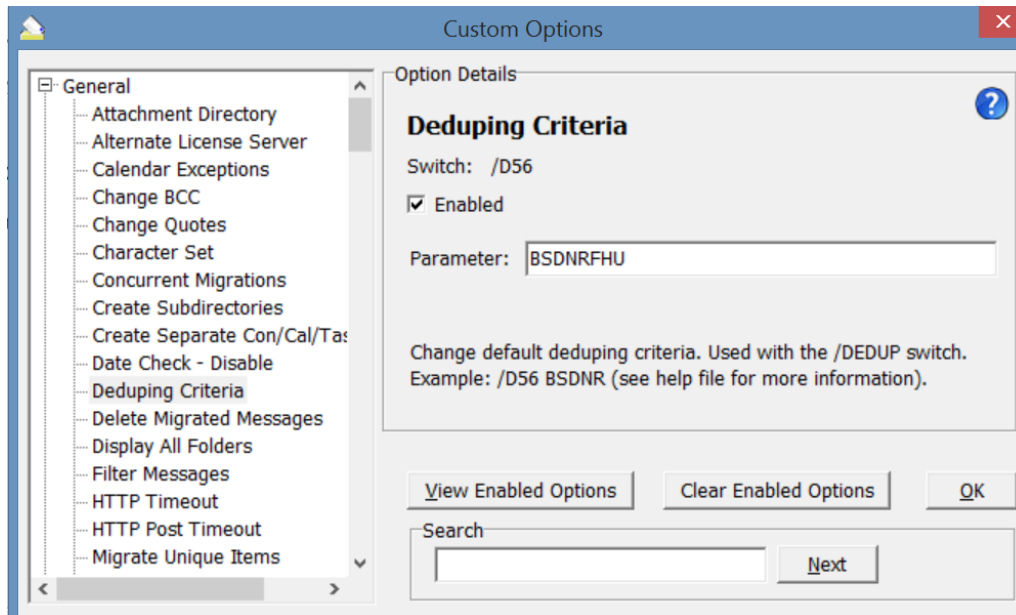 Custom Options
General
Attachment Directory
Alternate License Server
Calendar Exceptions
Change BCC
Change Quotes
Character Set
Concurrent Migrations
Create Subdirectories
Create Separate Con/Cal/Tas
Date Check - Disable
Deduping Criteria
Delete Migrated Messages
Display All Folders
Filter Messages
HTTP Timeout
HTTP Post Timeout
Migrate Unique Items
Option Details
Deduping Criteria
Switch: /D56
Enabled
Parameter: BSDNRFHU
Change default deduping criteria. Used with the /DEDUP switch.
Example: /D56 BSDNR (see help file for more information).
View Enabled Options Clear Enabled Options OK
Search
Next